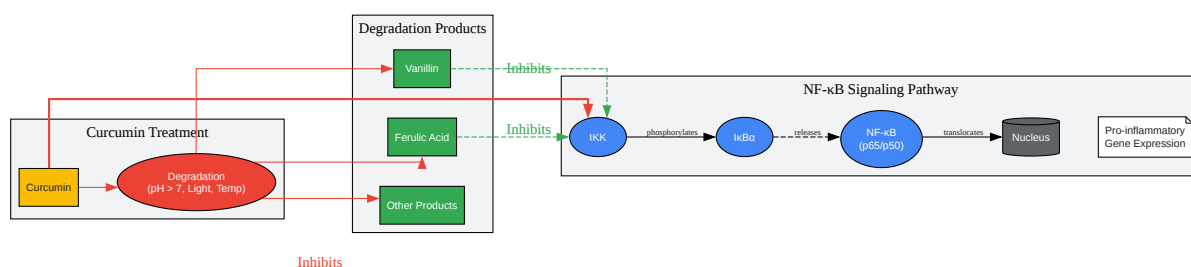 Degradation Products
Vanillin
Inhibits
NF-κB Signaling Pathway
Curcumin Treatment
Ferulic Acid
Inhibits
IKK
phosphorylates
IκBα
releases
NF-κB
(p65/p50)
translocates
Nucleus
Pro-inflammatory
Gene Expression
Curcumin
Degradation
(pH > 7, Light, Temp)
Other Products
Inhibits